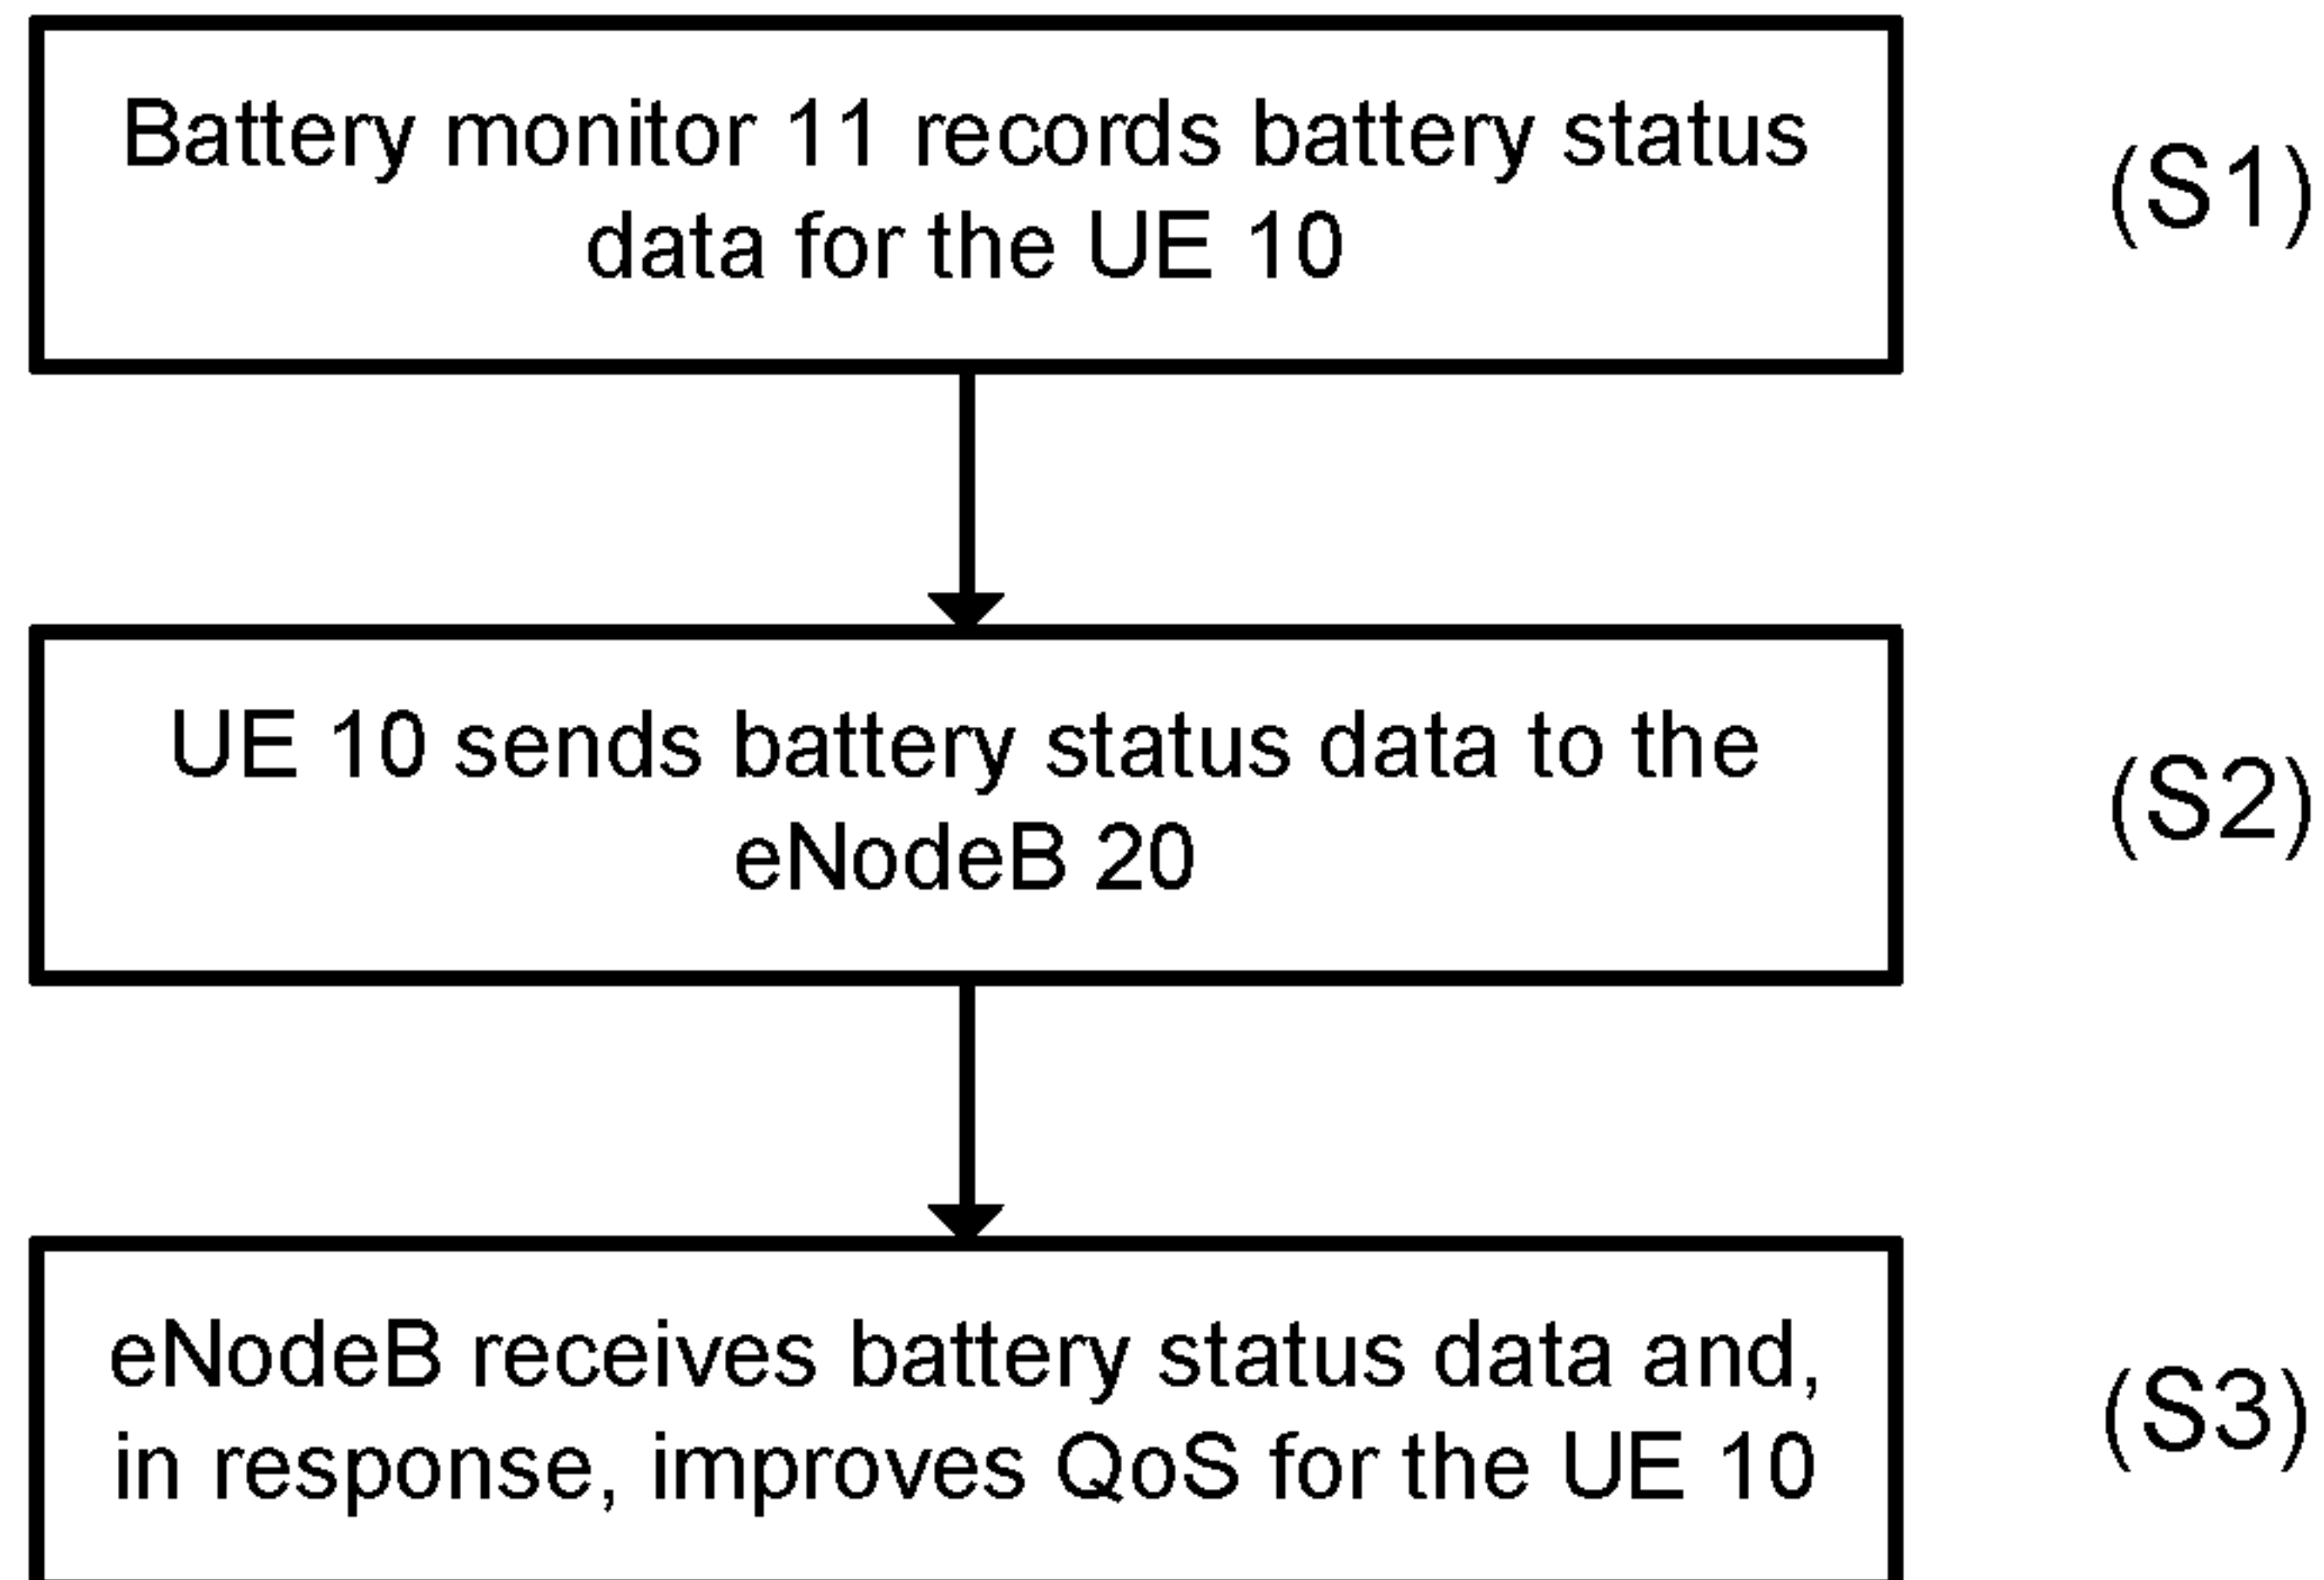 Battery monitor 11 records battery status
data for the UE 10
(S1)
UE 10 sends battery status data to the
eNodeB 20
(S2)
eNodeB receives battery status data and,
in response, improves QoS for the UE 10
(S3)